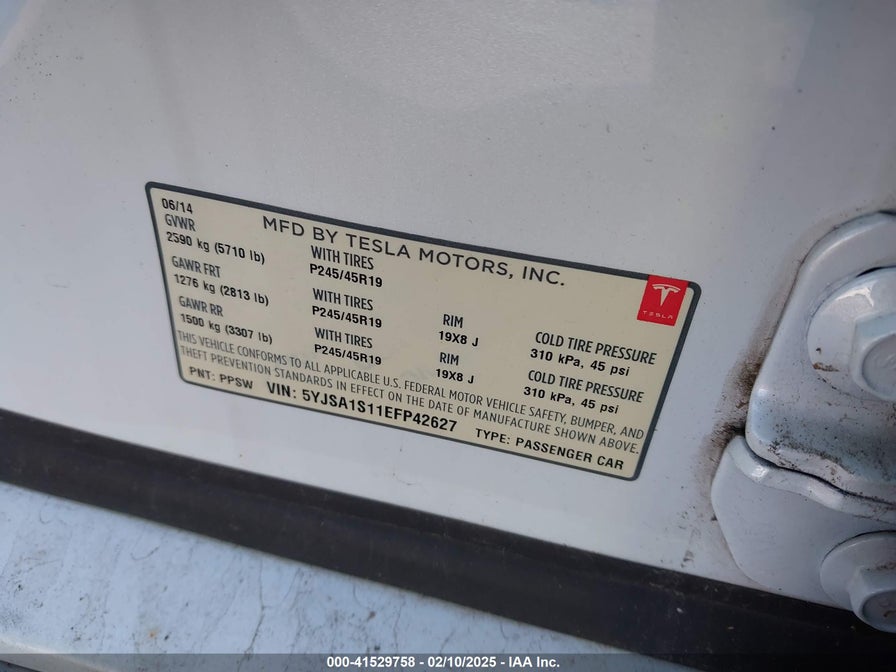 06/14
MFD BY TESLA MOTORS, INC.
GVWR
2590 kg (5710 lb)
WITH TIRES
P245/45R19
GAWR FRT
1276 kg (2813 lb)
WITH TIRES
P245/45R19
RIM
19X8 J
COLD TIRE PRESSURE
310 kPa, 45 psi
GAWR RR
1500 kg (3307 lb)
WITH TIRES
P245/45R19
RIM
19X8 J
COLD TIRE PRESSURE
310 kPa, 45 psi
TESLA
THIS VEHICLE CONFORMS TO ALL APPLICABLE U.S. FEDERAL MOTOR VEHICLE SAFETY, BUMPER, AND
THEFT PREVENTION STANDARDS IN EFFECT ON THE DATE OF MANUFACTURE SHOWN ABOVE.
PNT: PPSW VIN: 5YJSA1S11EFP42627 TYPE: PASSENGER CAR
000-41529758 - 02/10/2025 - IAA Inc.